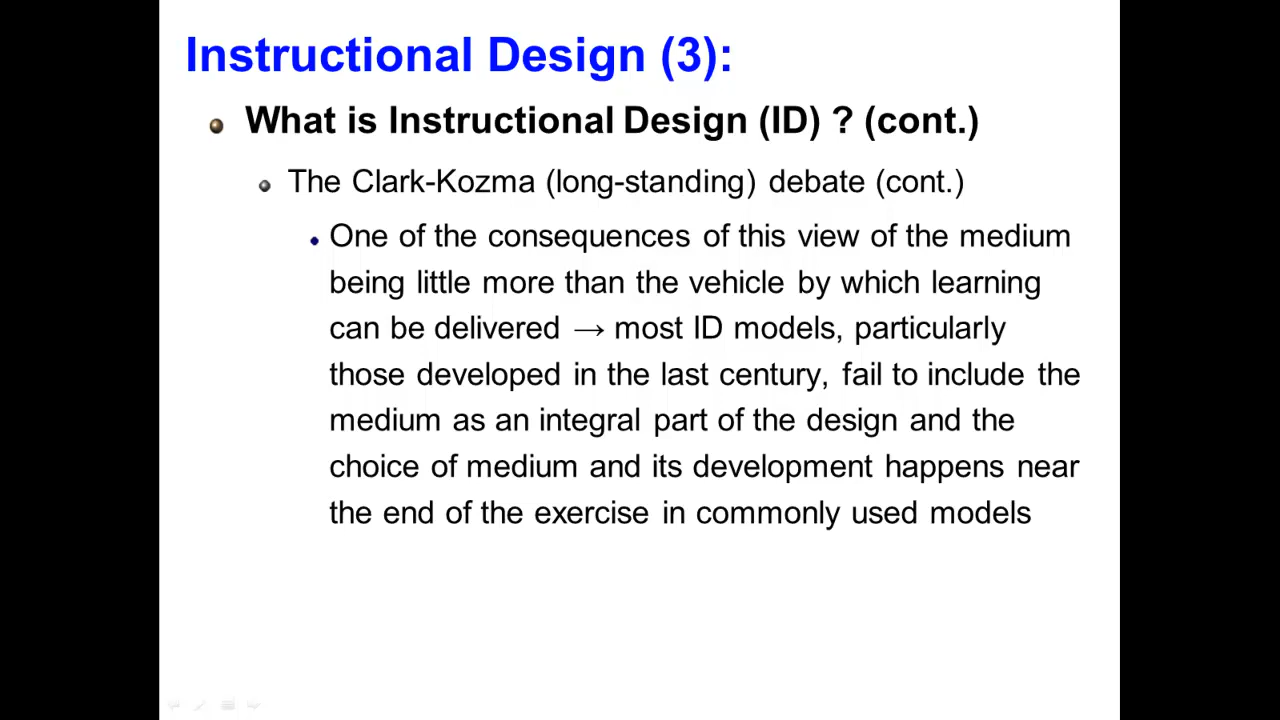 Instructional Design (3):
What is Instructional Design (ID) ? (cont.)
The Clark-Kozma (long-standing) debate (cont.)
One of the consequences of this view of the medium
being little more than the vehicle by which learning
can be delivered → most ID models, particularly
those developed in the last century, fail to include the
medium as an integral part of the design and the
choice of medium and its development happens near
the end of the exercise in commonly used models